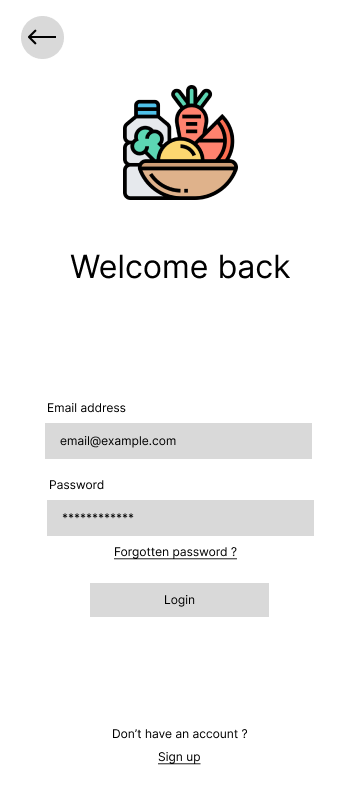 Welcome back
Email address
email@example.com
Password
************
Forgotten password ?
Login
Don’t have an account ?
Sign up